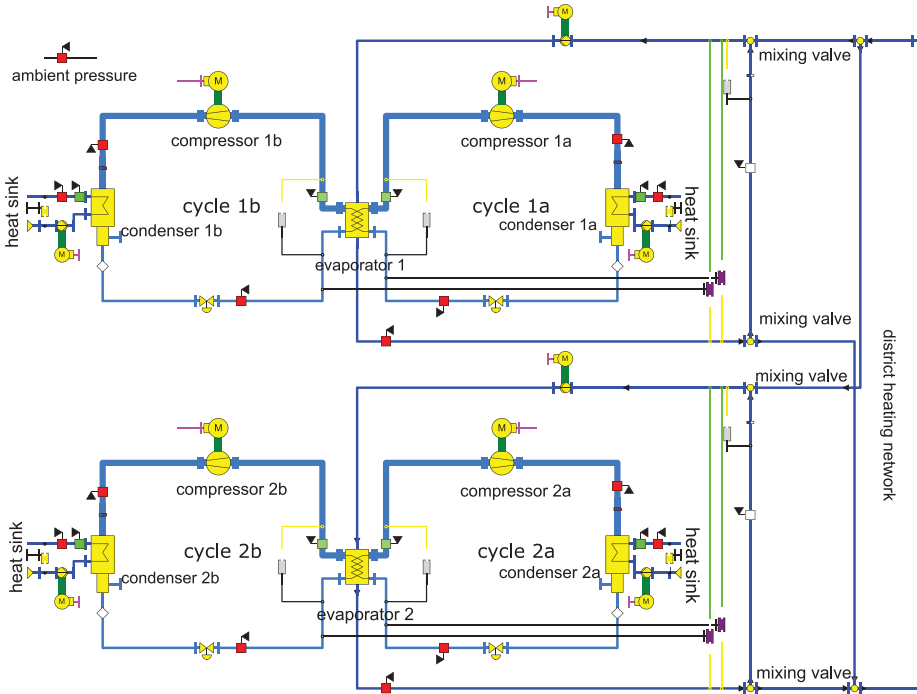 mixing valve
ambient pressure
M
M
M
compressor 1b
compressor 1a
heat sink
cycle 1b
cycle 1a
heat sink
condenser 1b
condenser 1a
M
M
evaporator 1
mixing valve
district heating network
M
mixing valve
M
M
compressor 2b
compressor 2a
heat sink
cycle 2b
cycle 2a
heat sink
condenser 2b
condenser 2a
M
M
evaporator 2
mixing valve